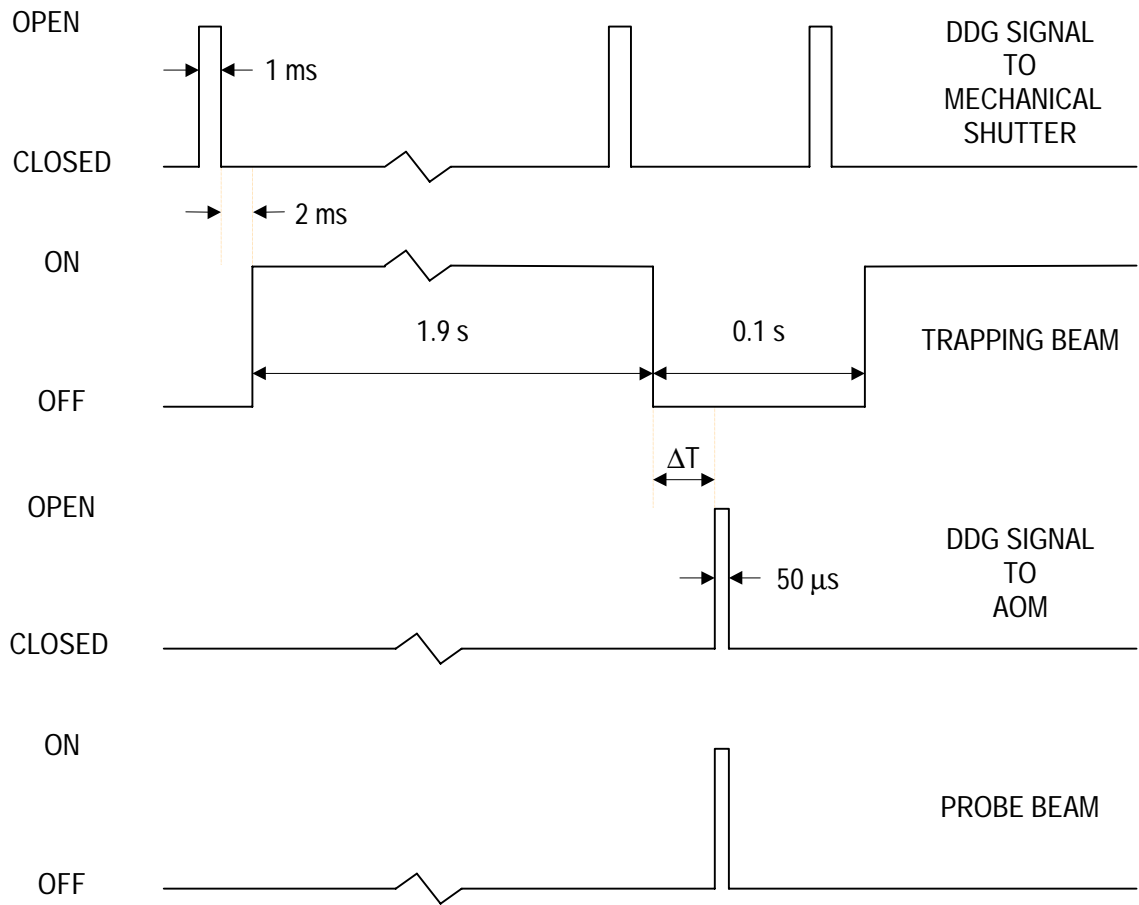 OPEN
DDG SIGNAL
TO
MECHANICAL
SHUTTER
1 ms
CLOSED
2 ms
ON
1.9 s
0.1 s
TRAPPING BEAM
OFF
ΔT
OPEN
DDG SIGNAL
TO
AOM
50 μs
CLOSED
ON
PROBE BEAM
OFF